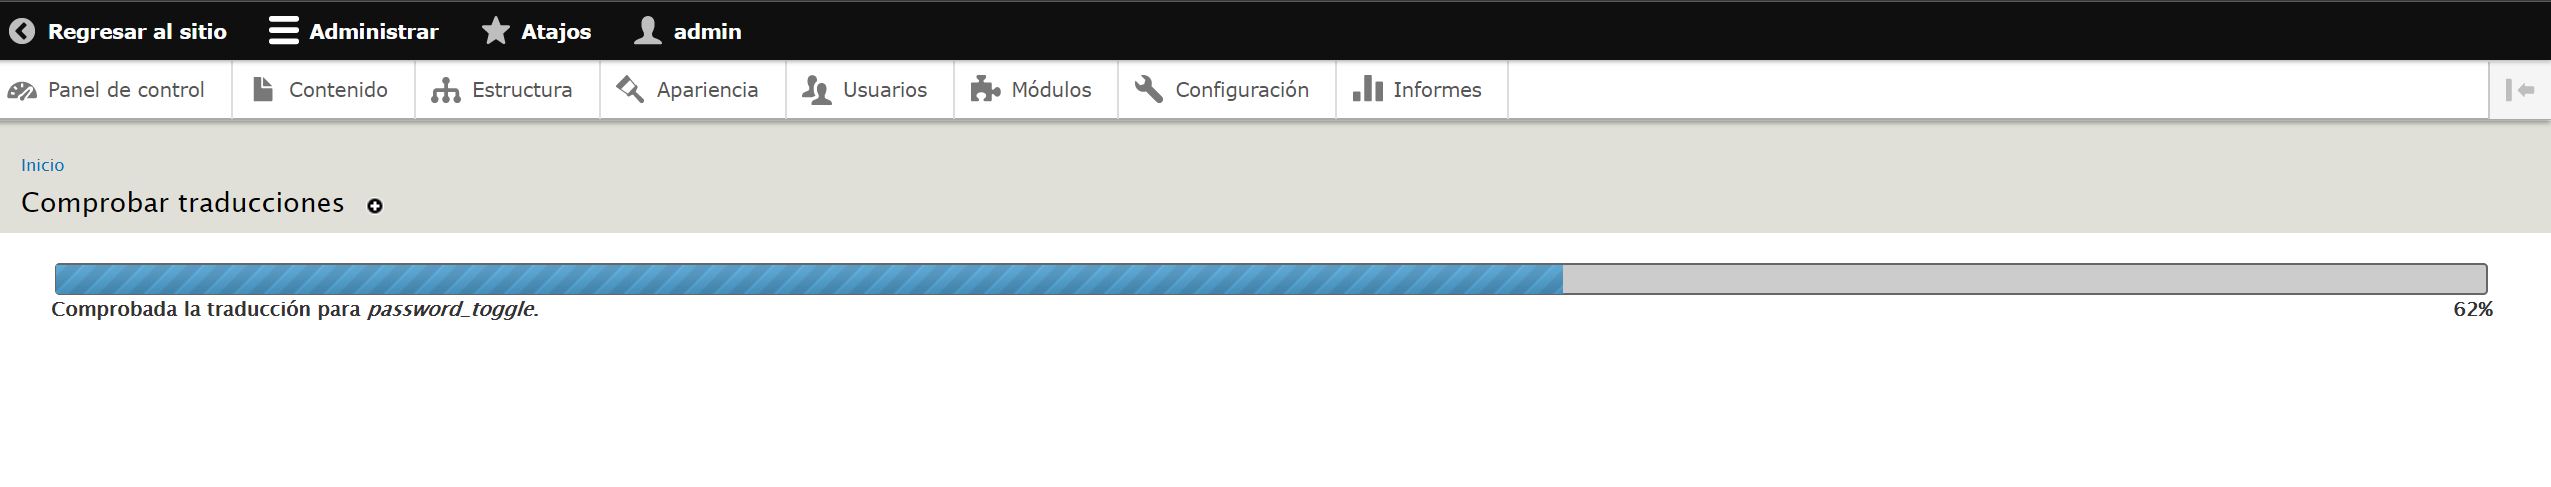 Regresar al sitio Administrar Atajos admin
Panel de control Contenido Estructura Apariencia Usuarios Módulos Configuración Informes
Inicio
Comprobar traducciones
Comprobada la traducción para password_toggle. 62%